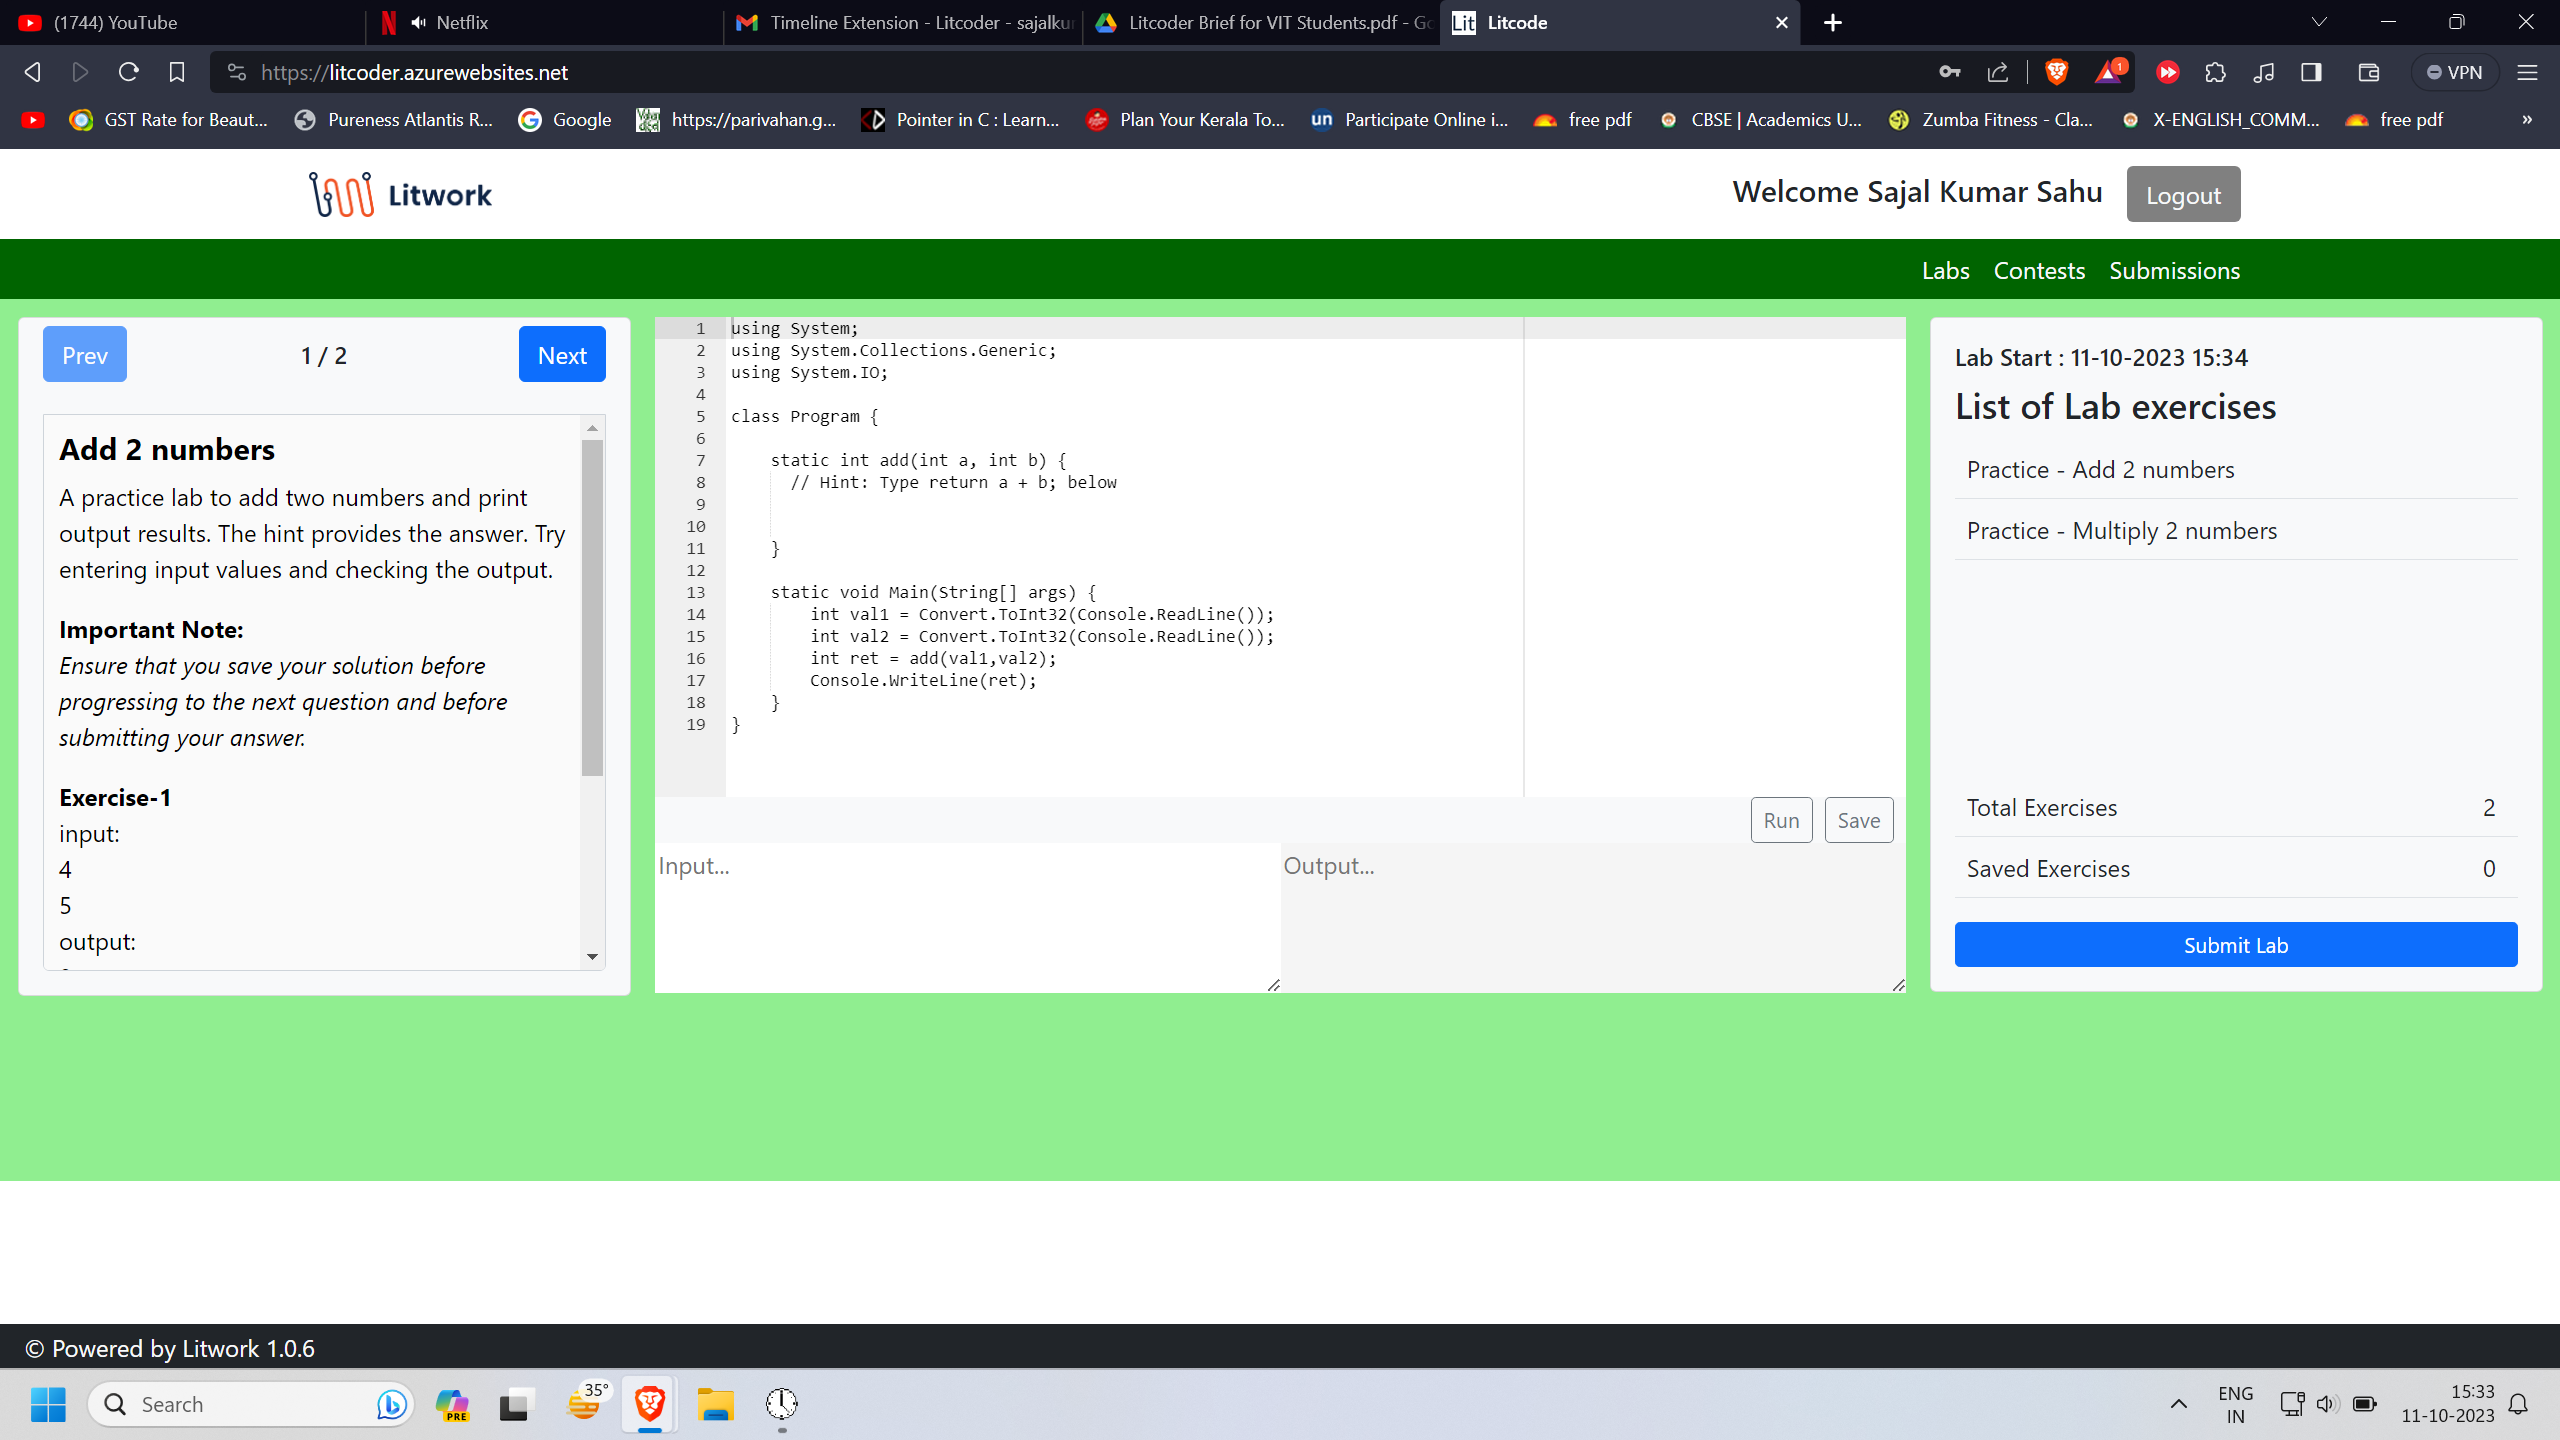 (1744) YouTube
Netflix
Timeline Extension - Litcoder - sajalkur
Litcoder Brief for VIT Students.pdf - Go
Lit Litcode
https://litcoder.azurewebsites.net
1
VPN
GST Rate for Beaut...
Pureness Atlantis R...
Google
https://parivahan.g...
Pointer in C : Learn...
Plan Your Kerala To...
un Participate Online i...
free pdf
CBSE | Academics U...
Zumba Fitness - Cla...
X-ENGLISH_COMM...
free pdf
»
Litwork
Welcome Sajal Kumar Sahu
Logout
Labs Contests Submissions
Prev 1 / 2 Next
Add 2 numbers
A practice lab to add two numbers and print
output results. The hint provides the answer. Try
entering input values and checking the output.
Important Note:
Ensure that you save your solution before
progressing to the next question and before
submitting your answer.
Exercise-1
input:
4
5
output:
1 using System;
2 using System.Collections.Generic;
3 using System.IO;
4
5 class Program {
6
7 static int add(int a, int b) {
8 // Hint: Type return a + b; below
9
10
11 }
12
13 static void Main(String[] args) {
14 int val1 = Convert.ToInt32(Console.ReadLine());
15 int val2 = Convert.ToInt32(Console.ReadLine());
16 int ret = add(val1,val2);
17 Console.WriteLine(ret);
18 }
19 }
Run Save
Input...
Output...
Lab Start : 11-10-2023 15:34
List of Lab exercises
Practice - Add 2 numbers
Practice - Multiply 2 numbers
Total Exercises 2
Saved Exercises 0
Submit Lab
© Powered by Litwork 1.0.6
Search
PRE
35°
ENG
IN
15:33
11-10-2023